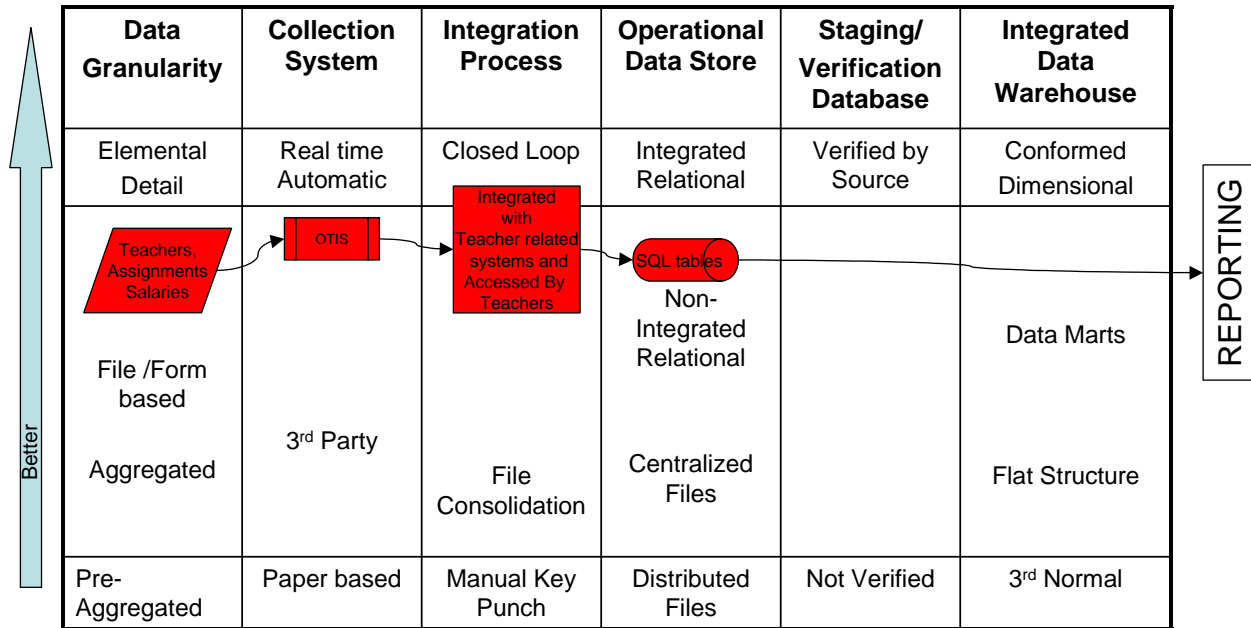 Data
Granularity
Collection
System
Integration
Process
Operational
Data Store
Staging/
Verification
Database
Integrated
Data
Warehouse
Elemental
Detail
Real time
Automatic
Closed Loop
Integrated
Relational
Verified by
Source
Conformed
Dimensional
Teachers,
Assignments
Salaries
OTIS
Integrated
with
Teacher related
systems and
Accessed By
Teachers
SQL tables
Non-
Integrated
Relational
Data Marts
File /Form
based
3rd Party
Aggregated
File
Consolidation
Centralized
Files
Flat Structure
Pre-
Aggregated
Paper based
Manual Key
Punch
Distributed
Files
Not Verified
3rd Normal
Better
REPORTING